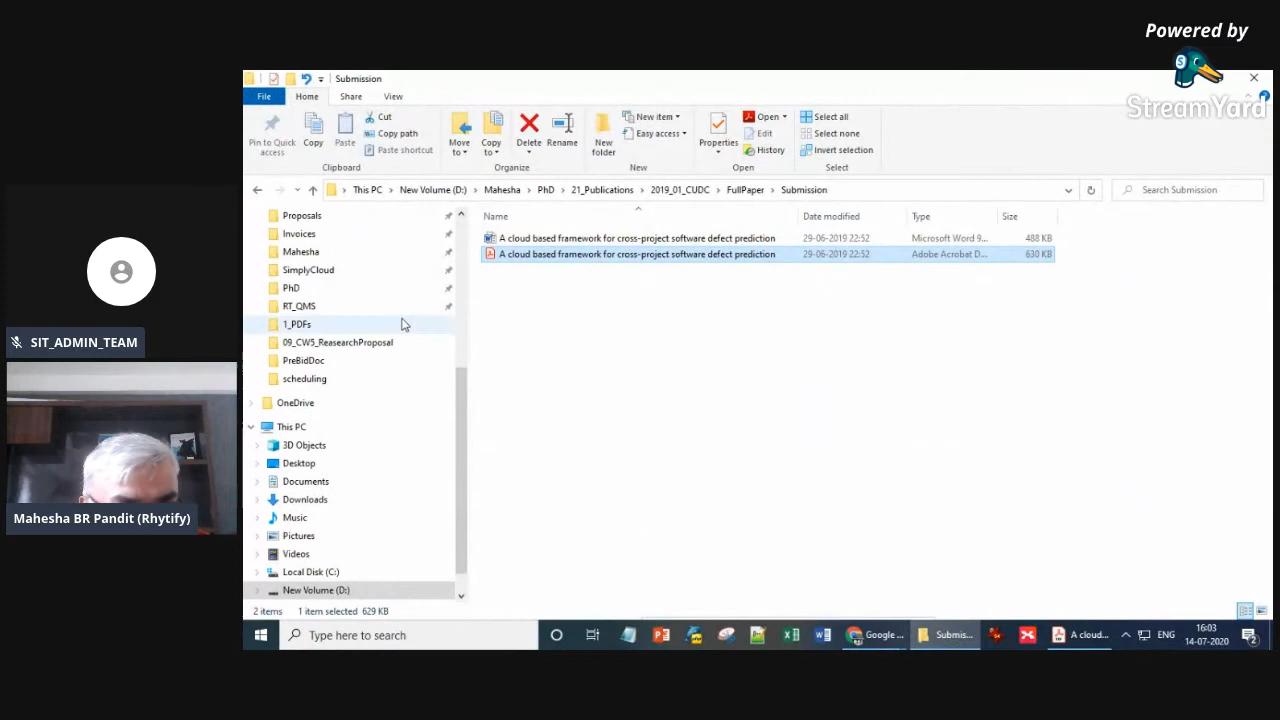 Powered by
StreamYard
Submission
File Home Share View
Pin to Quick access
Copy
Paste
Cut
Copy path
Paste shortcut
Clipboard
Move to
Copy to
Delete
Rename
Organize
New folder
New item
Easy access
New
Properties
Open
Edit
History
Open
Select all
Select none
Invert selection
Select
This PC > New Volume (D:) > Mahesha > PhD > 21_Publications > 2019_01_CUDC > FullPaper > Submission
Search Submission
Name Date modified Type Size
A cloud based framework for cross-project software defect prediction 29-06-2019 22:52 Microsoft Word 9... 488 KB
A cloud based framework for cross-project software defect prediction 29-06-2019 22:52 Adobe Acrobat D... 630 KB
Proposals
Invoices
Mahesha
SimplyCloud
PhD
RT_QMS
1_PDFs
09_CW5_ReasearchProposal
PreBidDoc
scheduling
OneDrive
This PC
3D Objects
Desktop
Documents
Downloads
Music
Pictures
Videos
Local Disk (C:)
New Volume (D:)
2 items 1 item selected 629 KB
SIT_ADMIN_TEAM
Mahesha BR Pandit (Rhytify)
Type here to search
Google ...
Submis...
A cloud...
ENG
16:03
14-07-2020
2